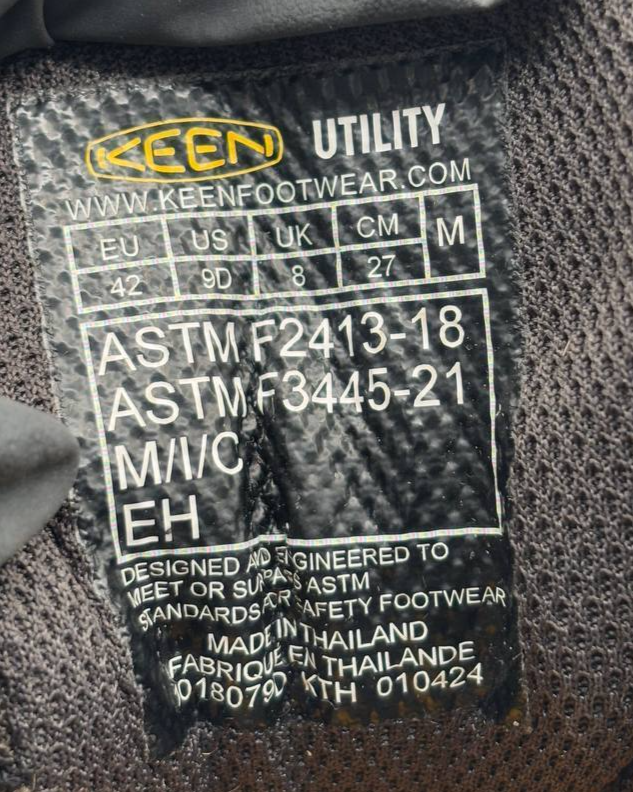 KEEN UTILITY
WWW.KEENFOOTWEAR.COM
EU US UK CM M
42 9D 8 27
ASTM F2413-18
ASTM F3445-21
M/I/C
EH
DESIGNED AND ENGINEERED TO
MEET OR SURPASS ASTM
STANDARDS FOR SAFETY FOOTWEAR
MADE IN THAILAND
FABRIQUE EN THAILANDE
1018079D KTH 010424